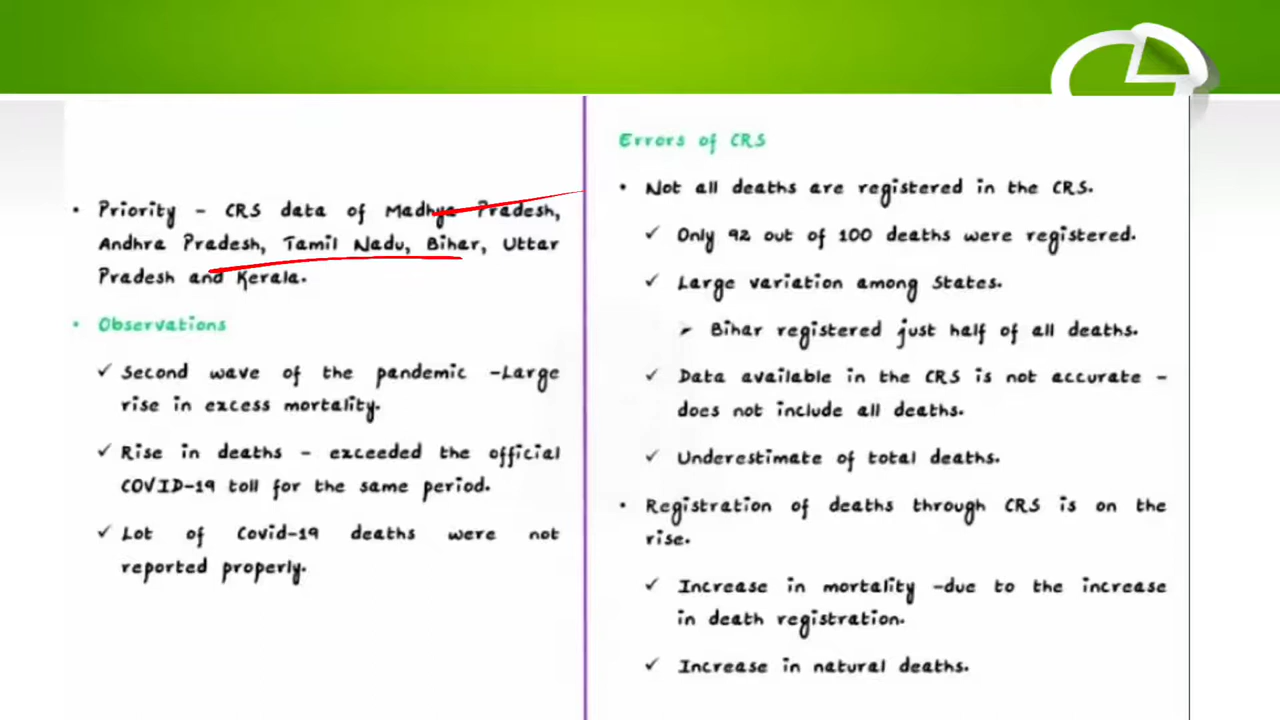 • Priority – CRS data of Madhya Pradesh,
Andhra Pradesh, Tamil Nadu, Bihar, Uttar
Pradesh and Kerala.
• Observations
✓ Second wave of the pandemic -Large
rise in excess mortality.
✓ Rise in deaths – exceeded the official
COVID-19 toll for the same period.
✓ Lot of Covid-19 deaths were not
reported properly.
Errors of CRS
• Not all deaths are registered in the CRS.
✓ Only 92 out of 100 deaths were registered.
✓ Large variation among States.
➢ Bihar registered just half of all deaths.
✓ Data available in the CRS is not accurate –
does not include all deaths.
✓ Underestimate of total deaths.
• Registration of deaths through CRS is on the
rise.
✓ Increase in mortality -due to the increase
in death registration.
✓ Increase in natural deaths.